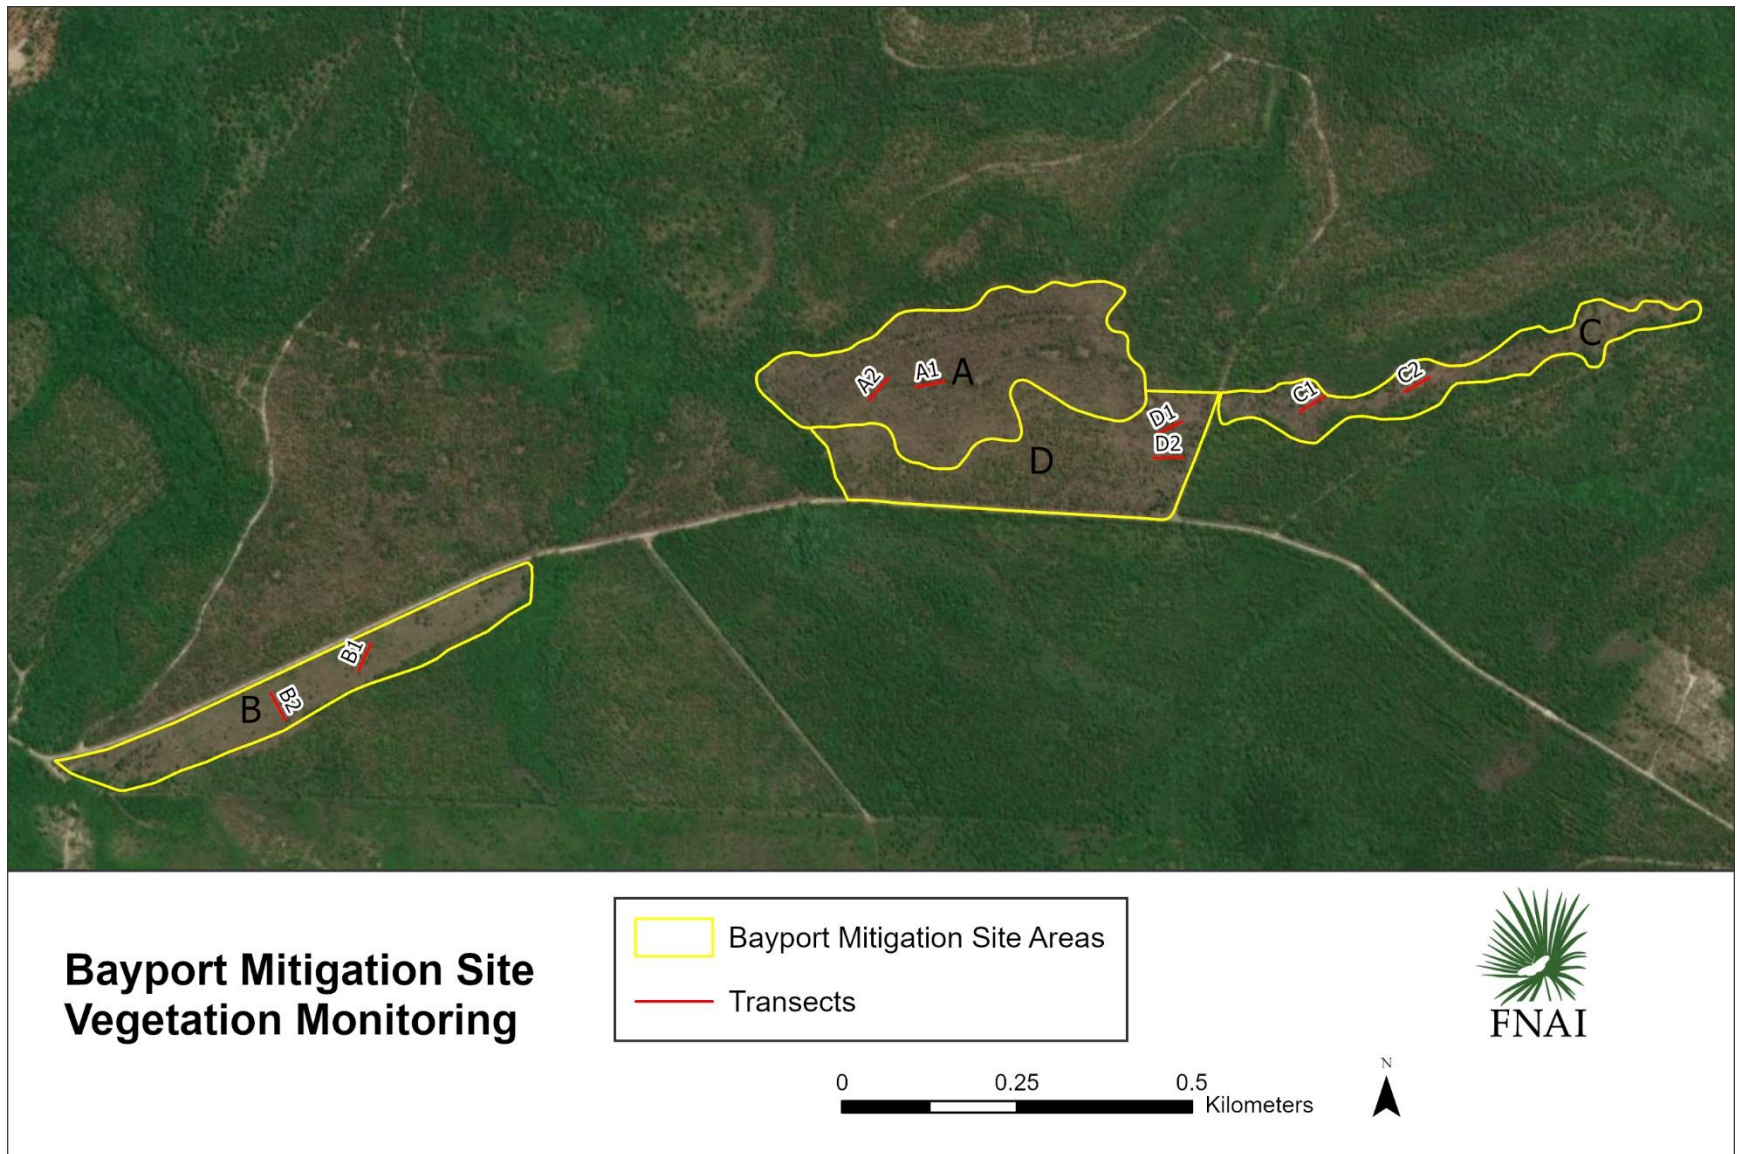 C
A2
A1
A
C2
C1
D1
D2
D
B1
B2
B
Bayport Mitigation Site
Vegetation Monitoring
Bayport Mitigation Site Areas
Transects
FNAI
N
0 0.25 0.5
Kilometers